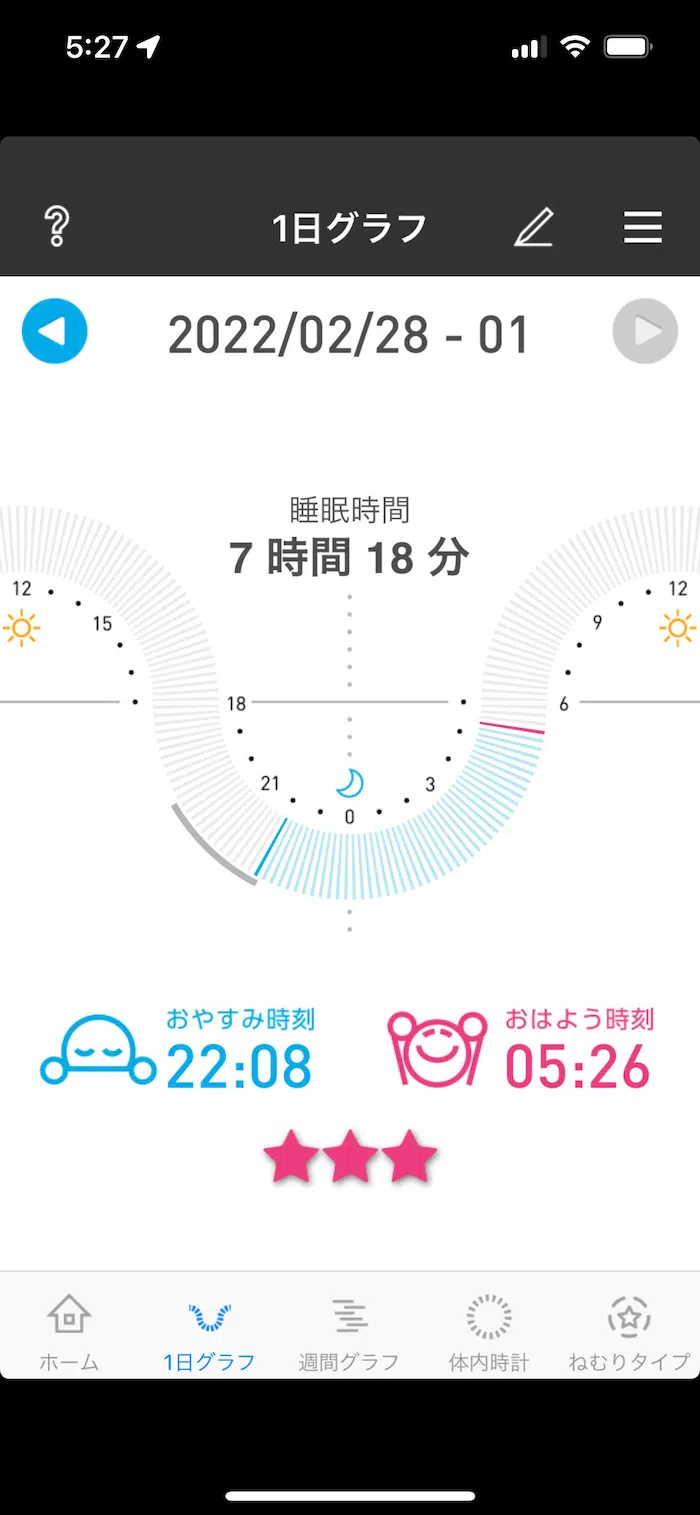 5:27
1日グラフ
2022/02/28 - 01
睡眠時間
7 時間 18 分
12
12
15
9
18
6
21
3
0
おやすみ時刻
22:08
おはよう時刻
05:26
ホーム
1日グラフ
週間グラフ
体内時計
ねむりタイプ